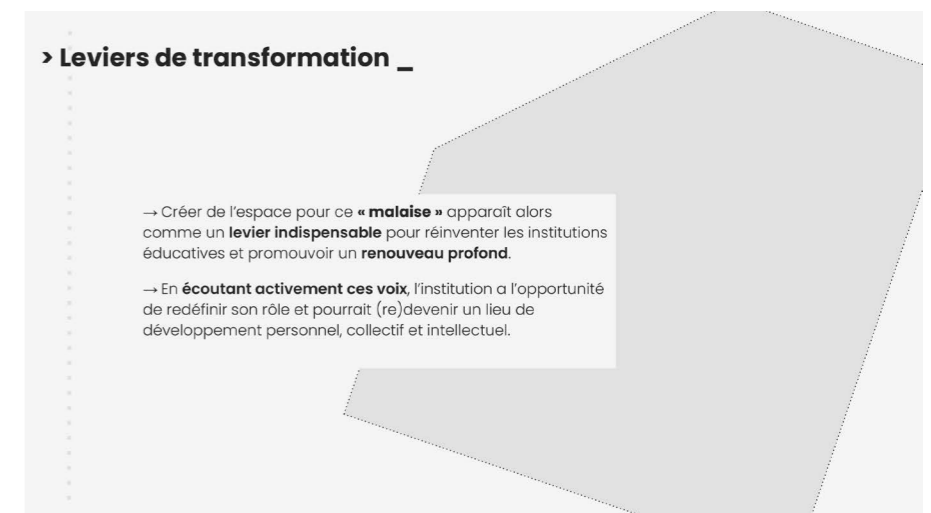 > Leviers de transformation _
→ Créer de l'espace pour ce « malaise » apparaît alors
comme un levier indispensable pour réinventer les institutions
éducatives et promouvoir un renouveau profond.
→ En écoutant activement ces voix, l'institution a l'opportunité
de redéfinir son rôle et pourrait (re)devenir un lieu de
développement personnel, collectif et intellectuel.